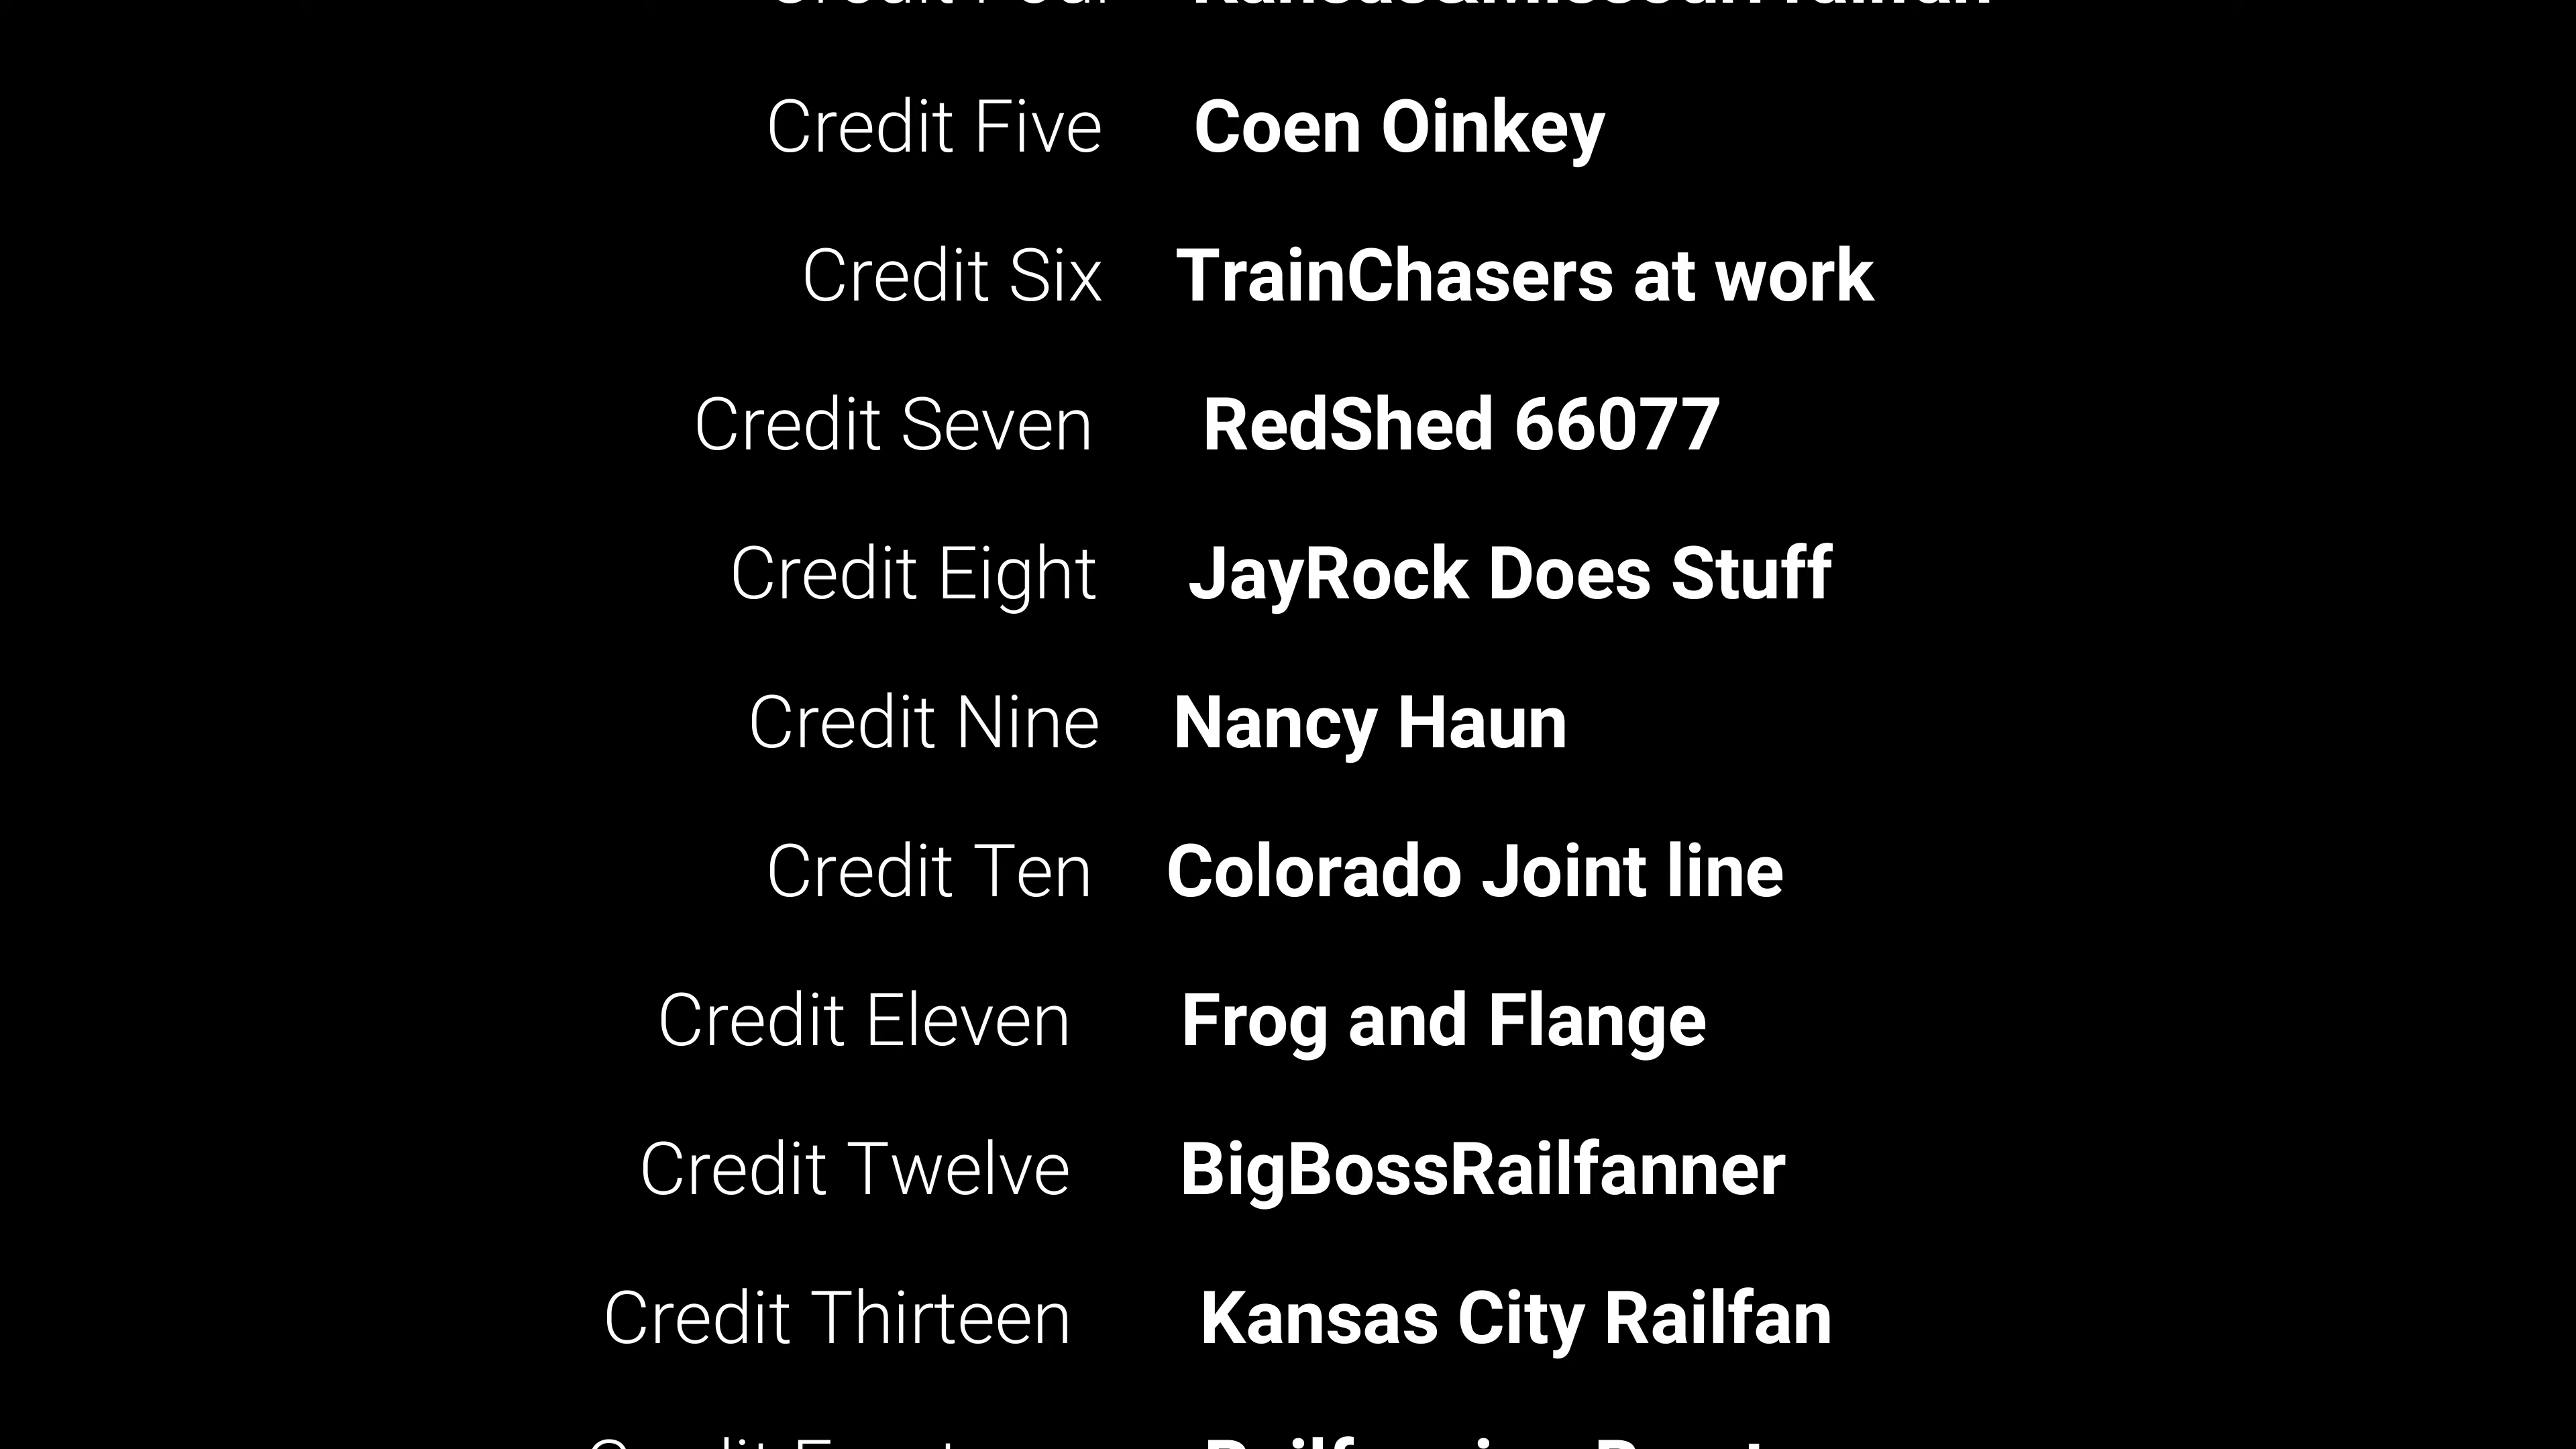 Credit Five Coen Oinkey
Credit Six TrainChasers at work
Credit Seven RedShed 66077
Credit Eight JayRock Does Stuff
Credit Nine Nancy Haun
Credit Ten Colorado Joint line
Credit Eleven Frog and Flange
Credit Twelve BigBossRailfanner
Credit Thirteen Kansas City Railfan